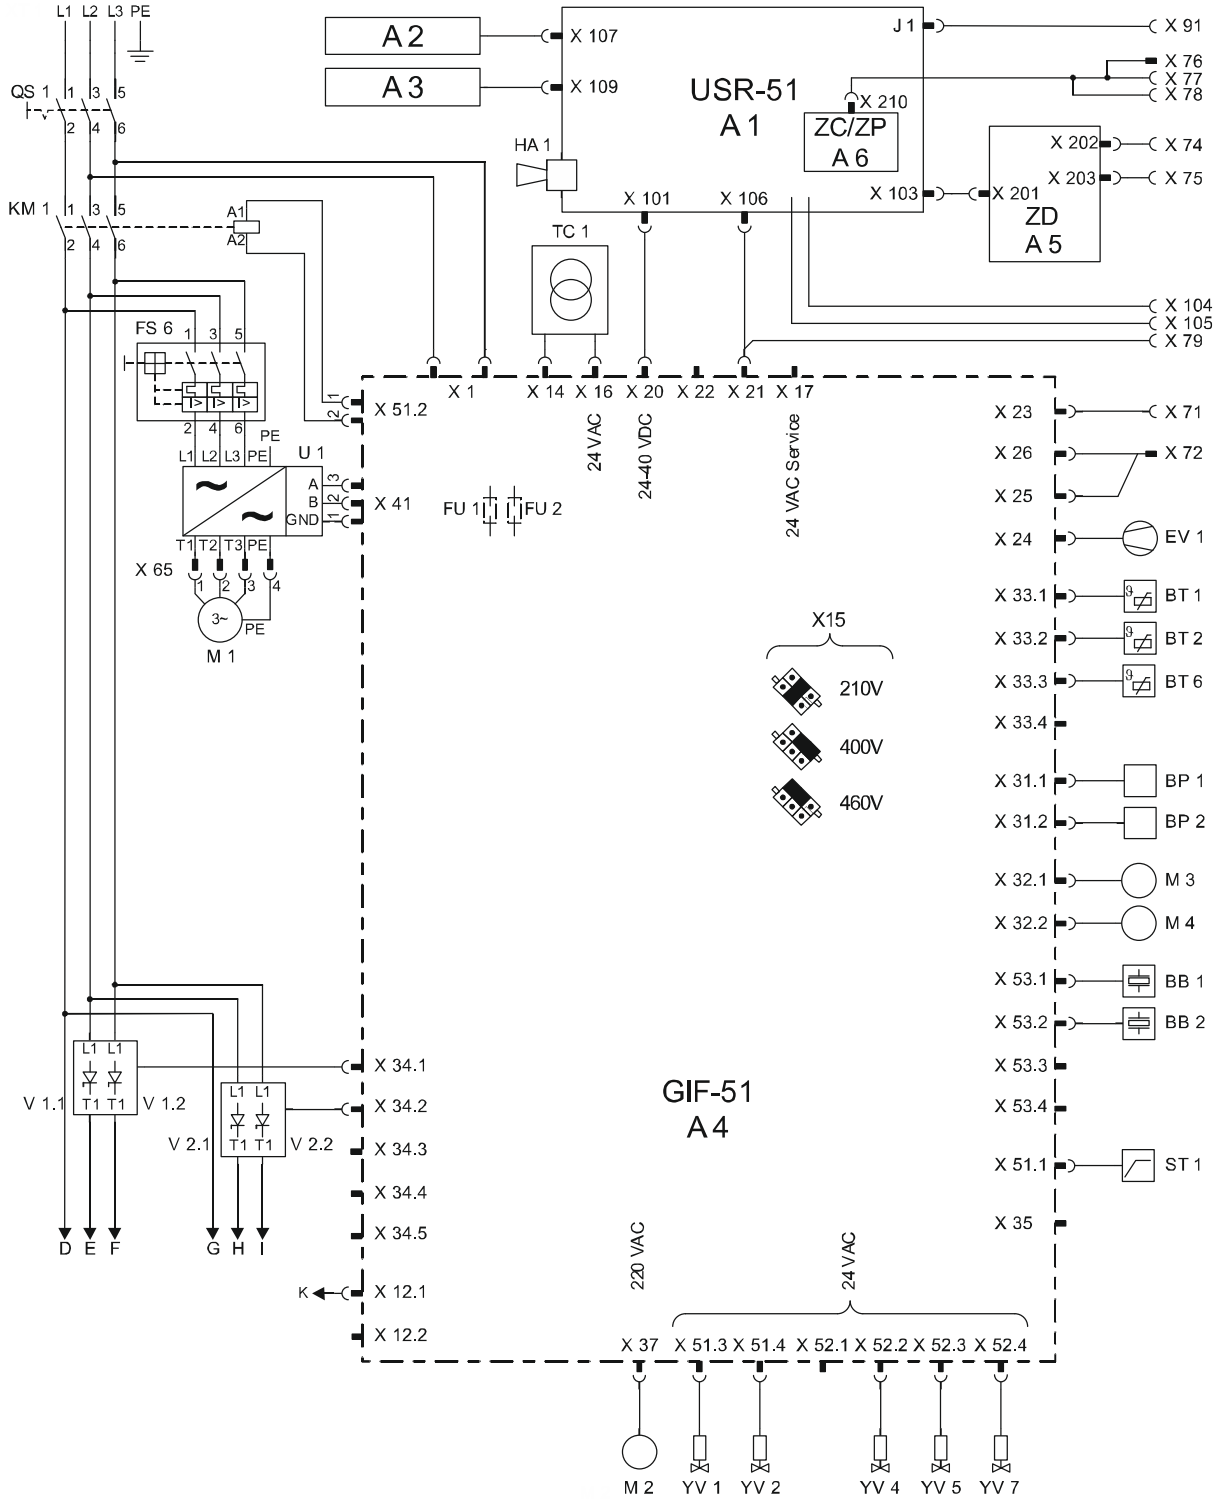 L1 L2 L3 PE
A 2
X 107
J 1
X 91
A 3
X 109
USR-51
A 1
X 210
ZC/ZP
A 6
X 76
X 77
X 78
QS 1
1 3 5
2 4 6
HA 1
X 202
X 74
X 203
X 75
X 101
X 106
X 103
X 201
ZD
A 5
KM 1
1 3 5
2 4 6
A1
A2
TC 1
X 104
X 105
X 79
FS 6
1 3 5
I> I> I>
2 4 6
PE
L1 L2 L3 PE
U 1
A 3
B 2
GND 1
X 41
1
2
X 51.2
X 1
X 14
X 16
X 20
X 22
X 21
X 17
24 VAC
24-40 VDC
24 VAC Service
FU 1
FU 2
T1 T2 T3 PE
X 65
1 2 3 4
3~
PE
M 1
X 23
X 71
X 26
X 72
X 25
X 24
EV 1
X 33.1
ϑ
BT 1
X 33.2
ϑ
BT 2
X 33.3
ϑ
BT 6
X 33.4
X15
210V
400V
460V
X 31.1
BP 1
X 31.2
BP 2
X 32.1
M 3
X 32.2
M 4
X 53.1
BB 1
X 53.2
BB 2
X 53.3
X 53.4
X 51.1
ST 1
X 35
GIF-51
A 4
L1 L1
V 1.1
T1 T1
V 1.2
L1 L1
V 2.1
T1 T1
V 2.2
X 34.1
X 34.2
X 34.3
X 34.4
X 34.5
D E F
G H I
K
X 12.1
X 12.2
220 VAC
24 VAC
X 37
X 51.3
X 51.4
X 52.1
X 52.2
X 52.3
X 52.4
M 2
YV 1
YV 2
YV 4
YV 5
YV 7